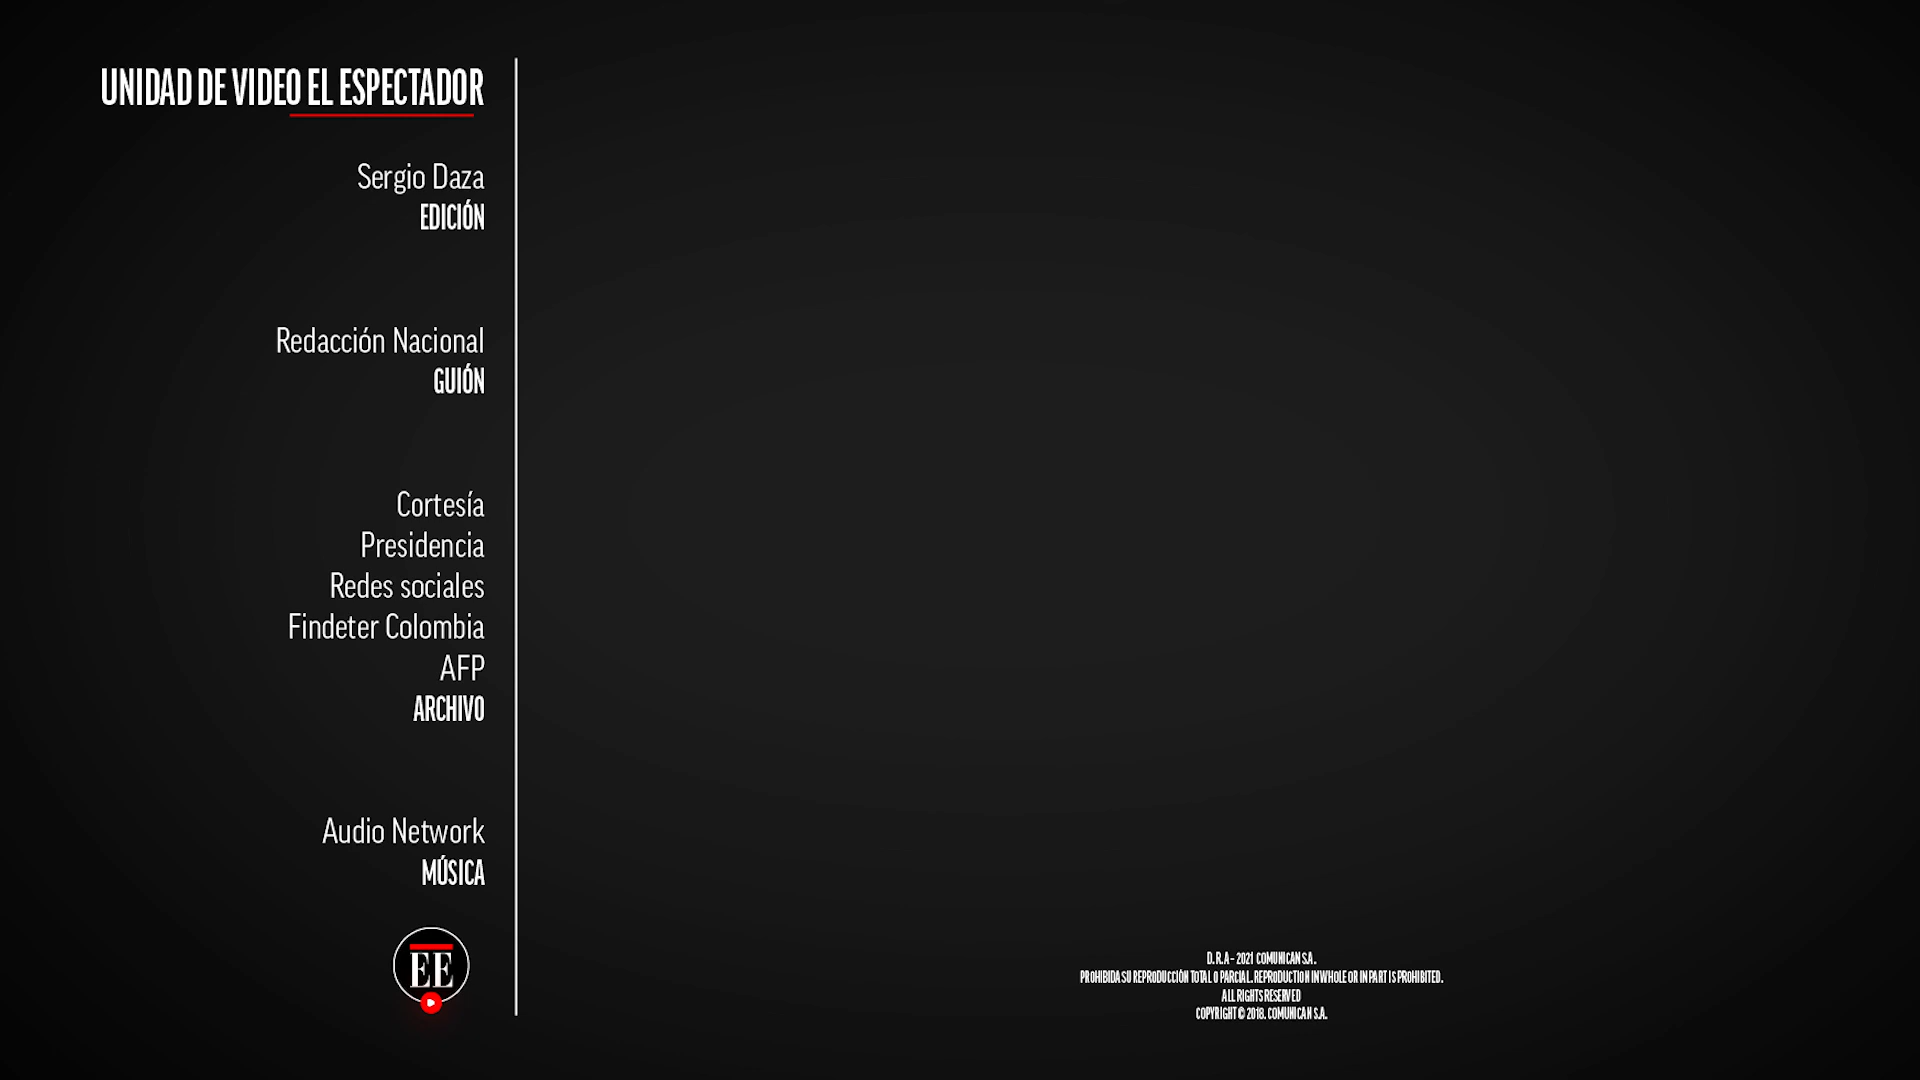 UNIDAD DE VIDEO EL ESPECTADOR
Sergio Daza
EDICIÓN
Redacción Nacional
GUIÓN
Cortesía
Presidencia
Redes sociales
Findeter Colombia
AFP
ARCHIVO
Audio Network
MÚSICA
EE
D.R.A - 2021 COMUNICAN S.A.
PROHIBIDA SU REPRODUCCIÓN TOTAL O PARCIAL. REPRODUCTION IN WHOLE OR IN PART IS PROHIBITED.
ALL RIGHTS RESERVED
COPYRIGHT © 2018. COMUNICAN S.A.